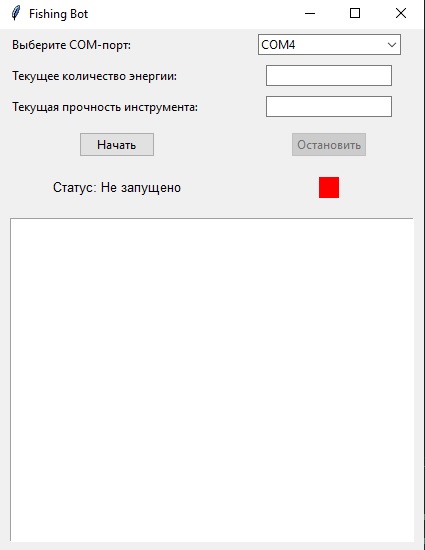 Fishing Bot
Выберите COM-порт:
COM4
Текущее количество энергии:
Текущая прочность инструмента:
Начать
Остановить
Статус: Не запущено